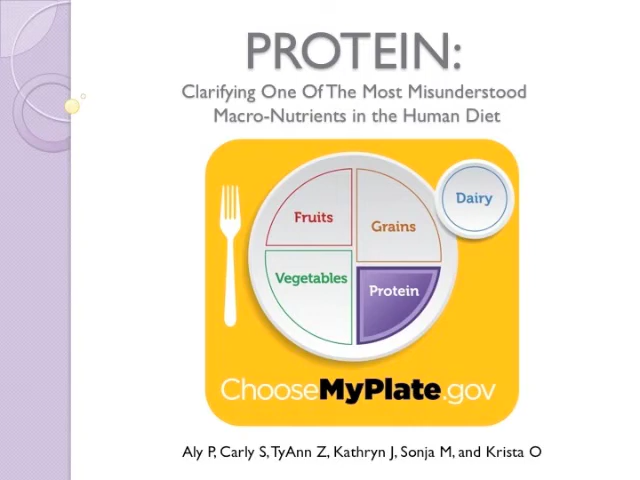 PROTEIN:
Clarifying One Of The Most Misunderstood
Macro-Nutrients in the Human Diet
Dairy
Fruits
Grains
Vegetables
Protein
ChooseMyPlate.gov
Aly P, Carly S, TyAnn Z, Kathryn J, Sonja M, and Krista O